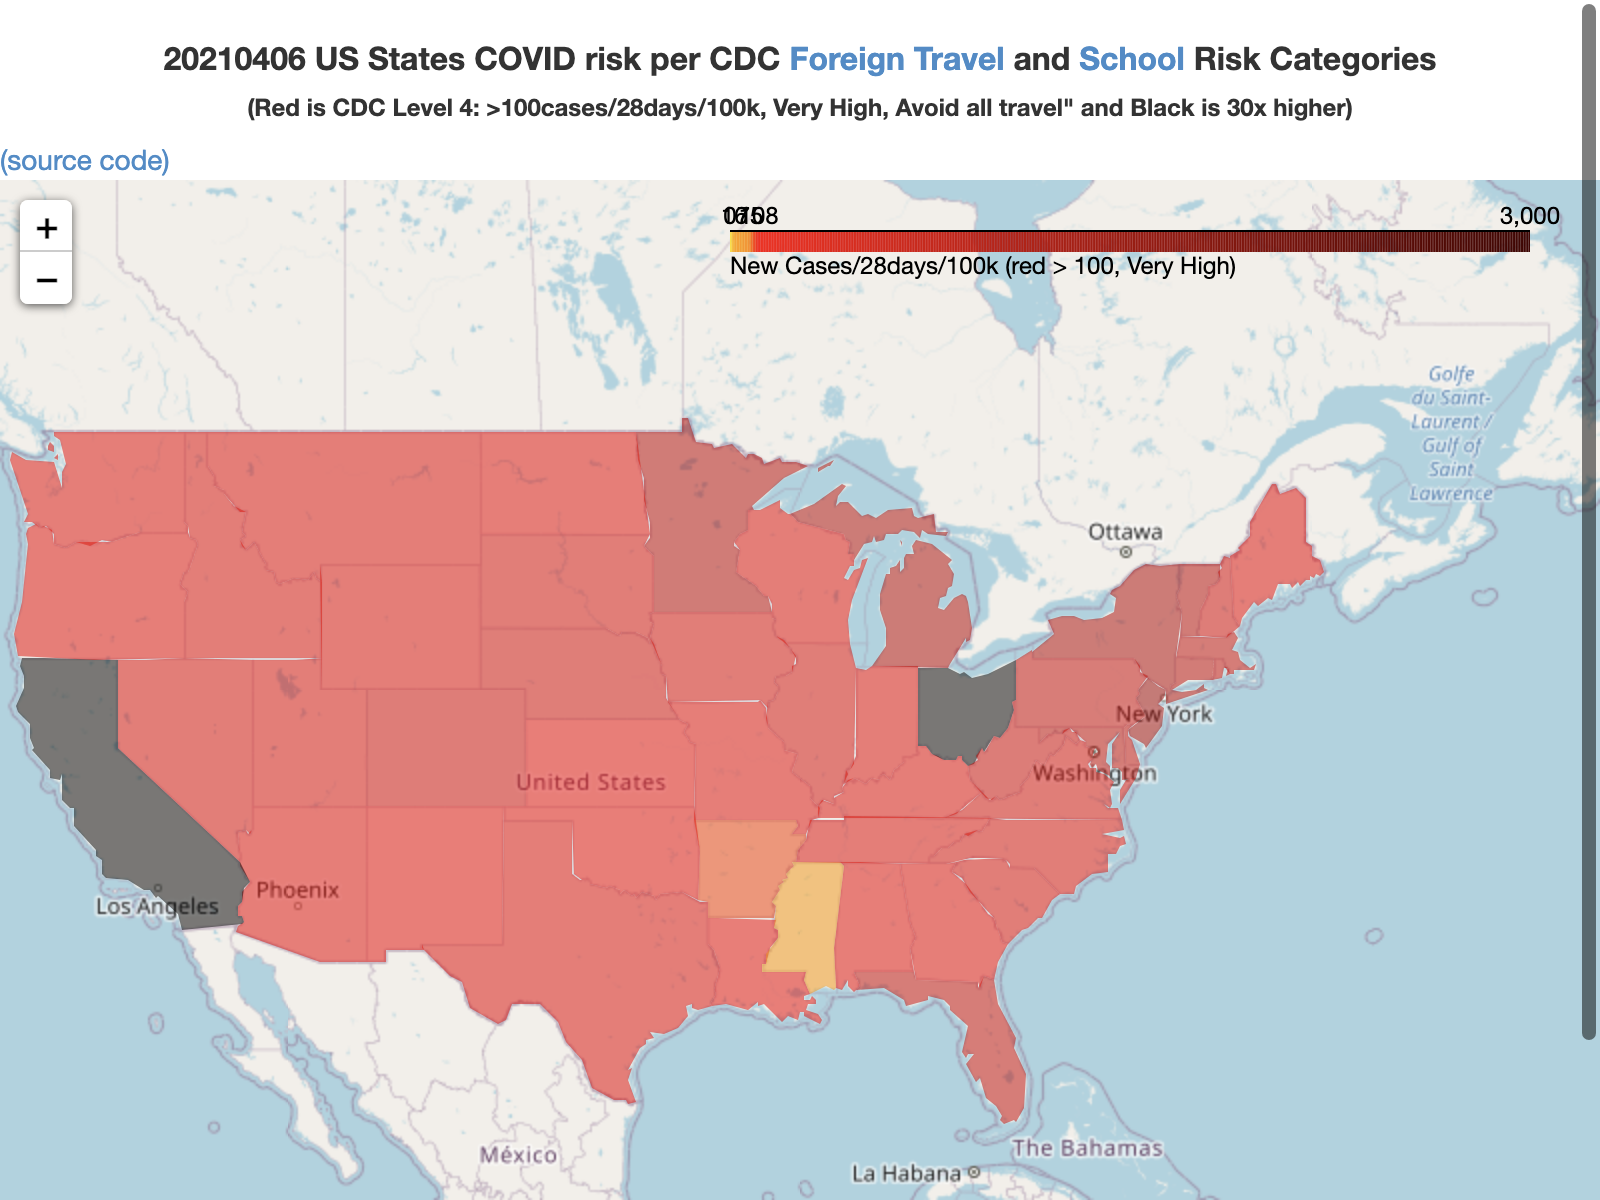 20210406 US States COVID risk per CDC Foreign Travel and School Risk Categories
(Red is CDC Level 4: >100cases/28days/100k, Very High, Avoid all travel" and Black is 30x higher)
(source code)
+
−
3,000
New Cases/28days/100k (red > 100, Very High)
Golfe
du Saint-
Laurent /
Gulf of
Saint
Lawrence
Ottawa
New York
Washington
United States
Phoenix
Los Angeles
México
The Bahamas
La Habana